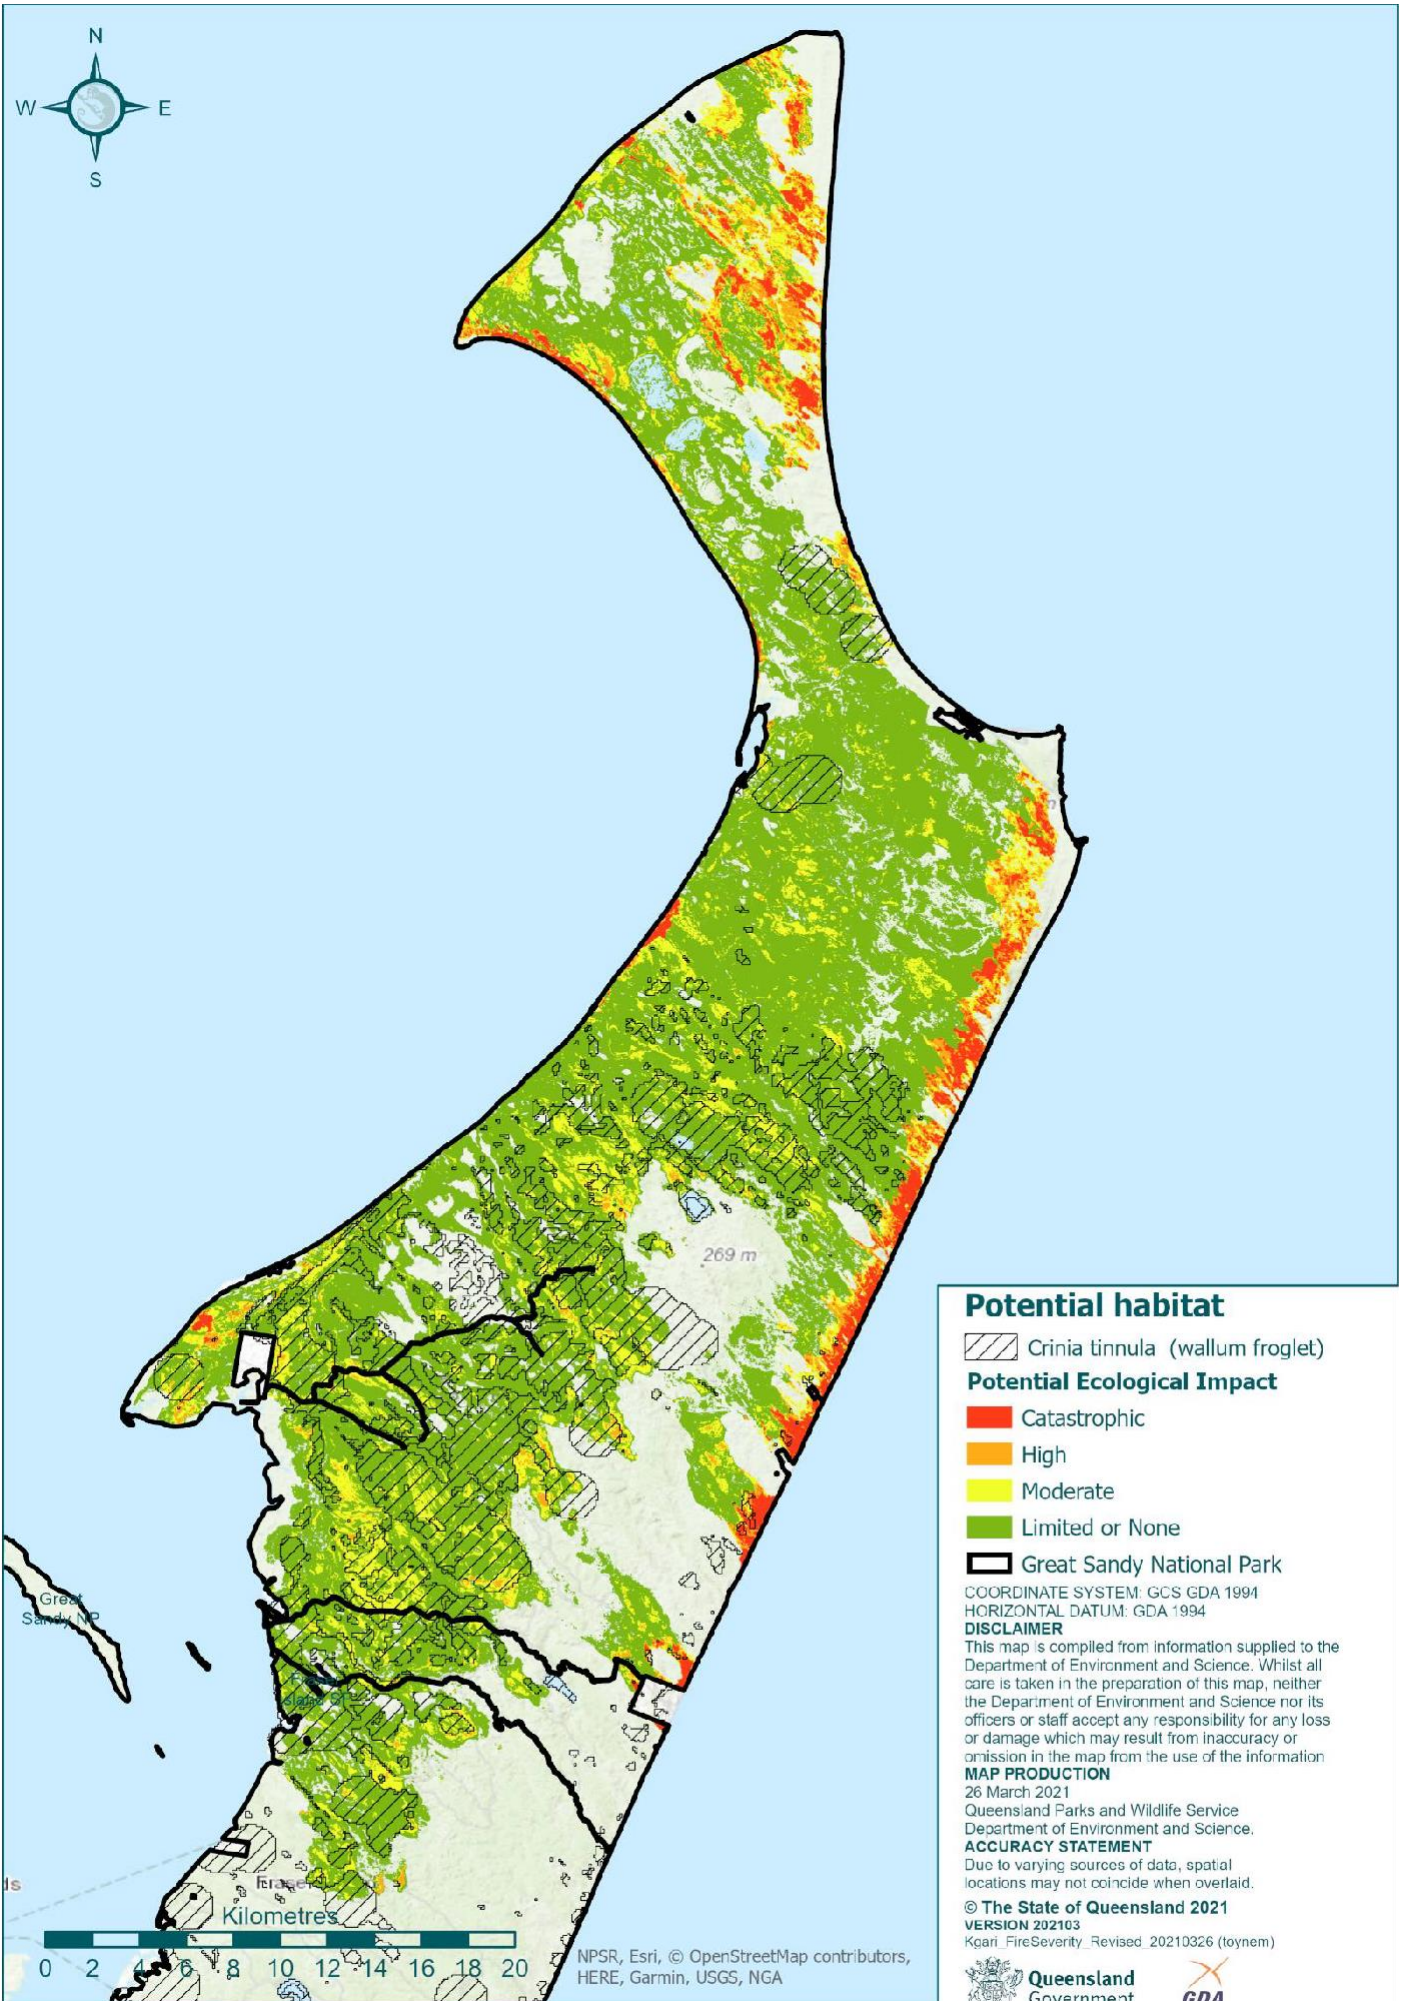 N
W
E
S
269 m
Great
Sandy NP
Potential habitat
Crinia tinnula (wallum froglet)
Potential Ecological Impact
Catastrophic
High
Moderate
Limited or None
Great Sandy National Park
COORDINATE SYSTEM: GCS GDA 1994
HORIZONTAL DATUM: GDA 1994
DISCLAIMER
This map is compiled from information supplied to the
Department of Environment and Science. Whilst all
care is taken in the preparation of this map, neither
the Department of Environment and Science nor its
officers or staff accept any responsibility for any loss
or damage which may result from inaccuracy or
omission in the map from the use of the information
MAP PRODUCTION
26 March 2021
Queensland Parks and Wildlife Service
Department of Environment and Science.
ACCURACY STATEMENT
Due to varying sources of data, spatial
locations may not coincide when overlaid.
© The State of Queensland 2021
VERSION 202103
Kgari_FireSeverity_Revised_20210326 (toynem)
Queensland
Government
GDA
ds
Kilometres
0 2 4 6 8 10 12 14 16 18 20
NPSR, Esri, © OpenStreetMap contributors,
HERE, Garmin, USGS, NGA